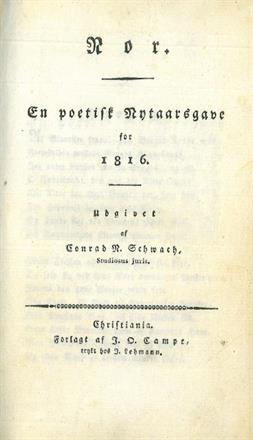 Nor.
En poetisk Nytaarsgave
for
1816.
Udgivet
af
Conrad N. Schwach,
Studiosus juris.
Christiania.
Forlagt af J. O. Campe,
trykt hos J. Lehmann.